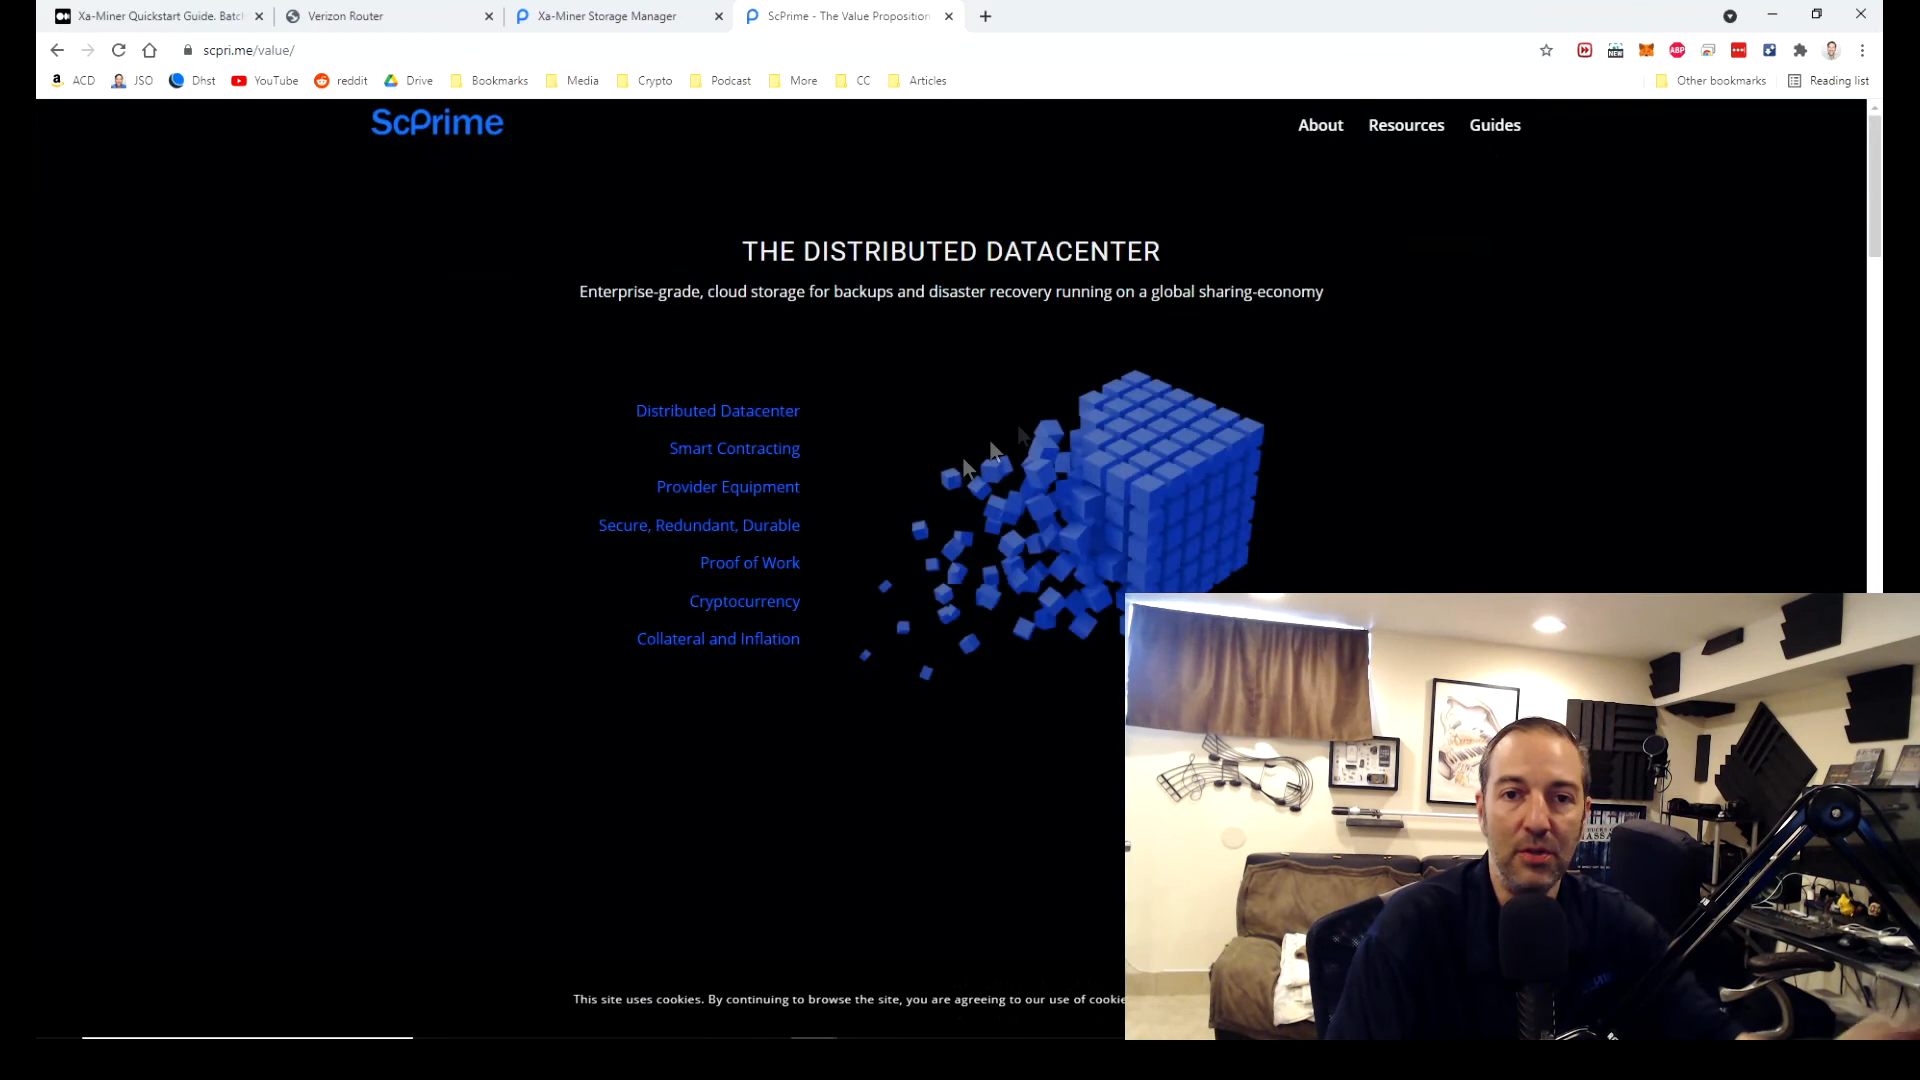 Xa-Miner Quickstart Guide. Batch
Verizon Router
Xa-Miner Storage Manager
ScPrime - The Value Proposition
scpri.me/value/
ABP
NEW
ACD
JSO
Dhst
YouTube
reddit
Drive
Bookmarks
Media
Crypto
Podcast
More
CC
Articles
Other bookmarks
Reading list
ScPrime
About
Resources
Guides
THE DISTRIBUTED DATACENTER
Enterprise-grade, cloud storage for backups and disaster recovery running on a global sharing-economy
Distributed Datacenter
Smart Contracting
Provider Equipment
Secure, Redundant, Durable
Proof of Work
Cryptocurrency
Collateral and Inflation
This site uses cookies. By continuing to browse the site, you are agreeing to our use of cookie